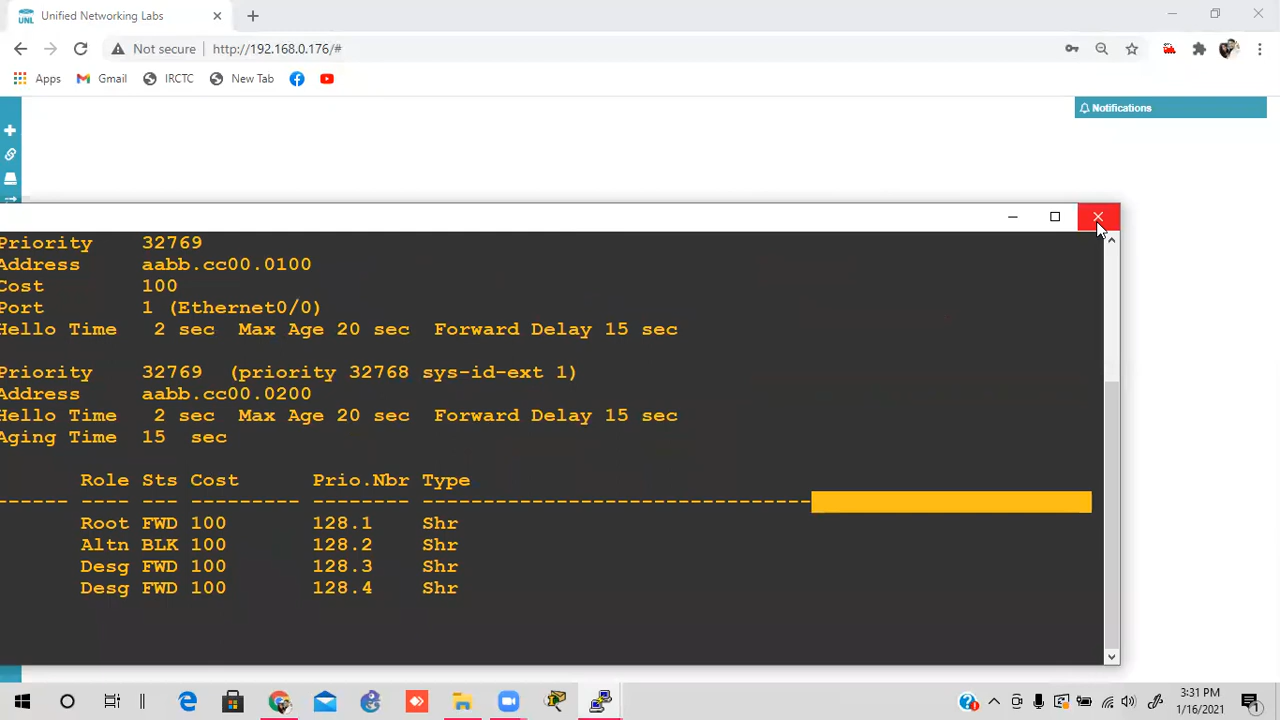 UNL Unified Networking Labs
Not secure http://192.168.0.176/#
Apps Gmail IRCTC New Tab
Notifications
Priority 32769
Address aabb.cc00.0100
Cost 100
Port 1 (Ethernet0/0)
Hello Time 2 sec Max Age 20 sec Forward Delay 15 sec
Priority 32769 (priority 32768 sys-id-ext 1)
Address aabb.cc00.0200
Hello Time 2 sec Max Age 20 sec Forward Delay 15 sec
Aging Time 15 sec
Role Sts Cost Prio.Nbr Type
------ ---- --- --------- -------- --------------------------------
Root FWD 100 128.1 Shr
Altn BLK 100 128.2 Shr
Desg FWD 100 128.3 Shr
Desg FWD 100 128.4 Shr
3:31 PM
1/16/2021
1